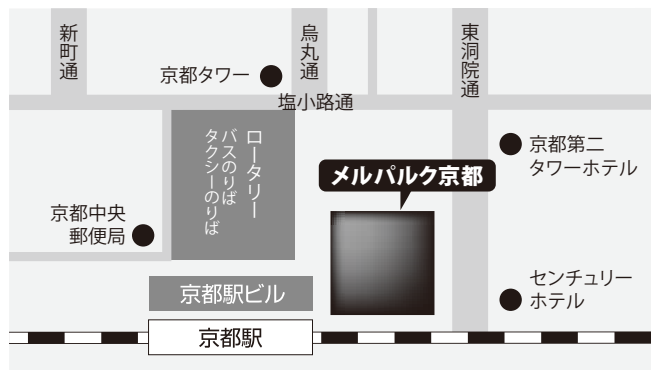 新町通
烏丸通
東洞院通
京都タワー
塩小路通
ロータリー
バスのりば
タクシーのりば
京都第二
タワーホテル
メルパルク京都
京都中央
郵便局
センチュリー
ホテル
京都駅ビル
京都駅